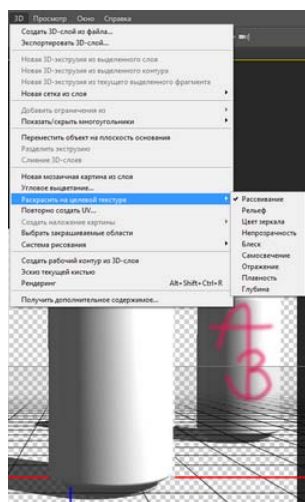 3D Просмотр Окно Справка
Создать 3D-слой из файла...
Экспортировать 3D-слой...
Новая 3D-экструзия из выделенного слоя
Новая 3D-экструзия из выделенного контура
Новая 3D-экструзия из текущего выделенного фрагмента
Новая сетка из слоя
Добавить ограничения из
Показать/скрыть многоугольники
Переместить объект на плоскость основания
Разделить экструзию
Слияние 3D-слоев
Новая мозаичная картина из слоя
Угловое выцветание...
Раскрасить на целевой текстуре
✓ Рассеивание
Повторно создать UV...
Рельеф
Создать наложение картины
Цвет зеркала
Выбрать закрашиваемые области
Непрозрачность
Система рисования
Блеск
Самосвечение
Создать рабочий контур из 3D-слоя
Отражение
Эскиз текущей кистью
Плавность
Рендеринг Alt+Shift+Ctrl+R
Глубина
Получить дополнительное содержимое...
A
B